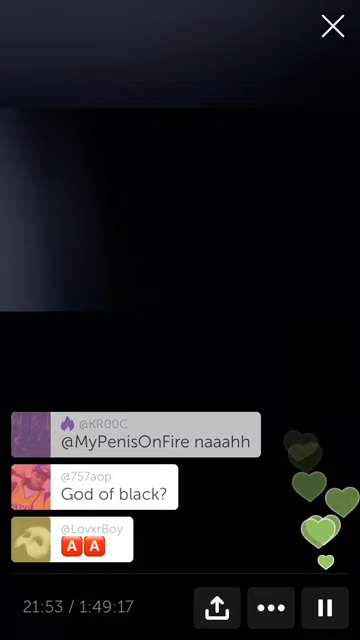 @KR00C
@MyPenisOnFire naaahh
@757aop
God of black?
@LovxrBoy
🅰🅰
21:53 / 1:49:17